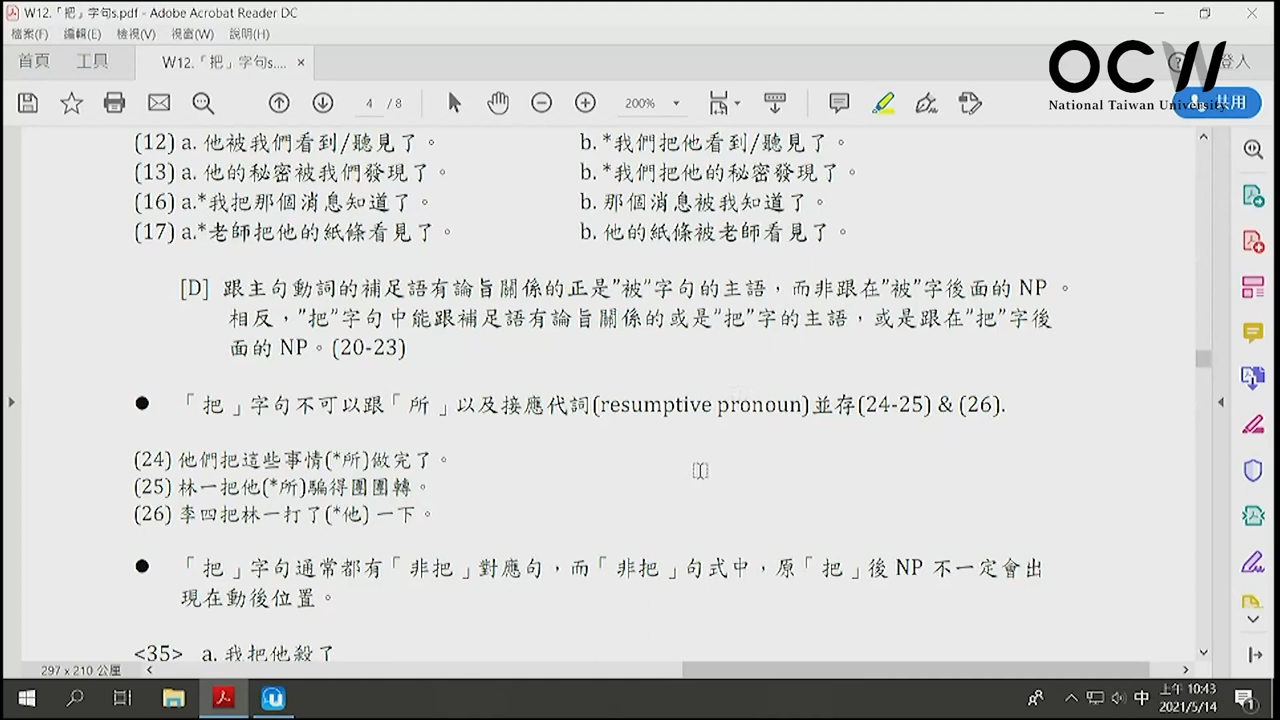 W12.「把」字句s.pdf - Adobe Acrobat Reader DC
檔案(F) 編輯(E) 檢視(V) 視窗(W) 說明(H)
首頁 工具 W12.「把」字句s.... × 登入
OCW
National Taiwan University
4 / 8 200% 共用
(12) a. 他被我們看到/聽見了。 b. *我們把他看到/聽見了。
(13) a. 他的秘密被我們發現了。 b. *我們把他的秘密發現了。
(16) a.*我把那個消息知道了。 b. 那個消息被我知道了。
(17) a.*老師把他的紙條看見了。 b. 他的紙條被老師看見了。
[D] 跟主句動詞的補足語有論旨關係的正是"被"字句的主語，而非跟在"被"字後面的 NP 。
相反，"把"字句中能跟補足語有論旨關係的或是"把"字的主語，或是跟在"把"字後
面的 NP。(20-23)
● 「把」字句不可以跟「所」以及接應代詞(resumptive pronoun)並存(24-25) & (26).
(24) 他們把這些事情(*所)做完了。
(25) 林一把他(*所)騙得團團轉。
(26) 李四把林一打了(*他) 一下。
● 「把」字句通常都有「非把」對應句，而「非把」句式中，原「把」後 NP 不一定會出
現在動後位置。
<35> a. 我把他殺了
297 x 210 公厘
中 上午 10:43
2021/5/14 1